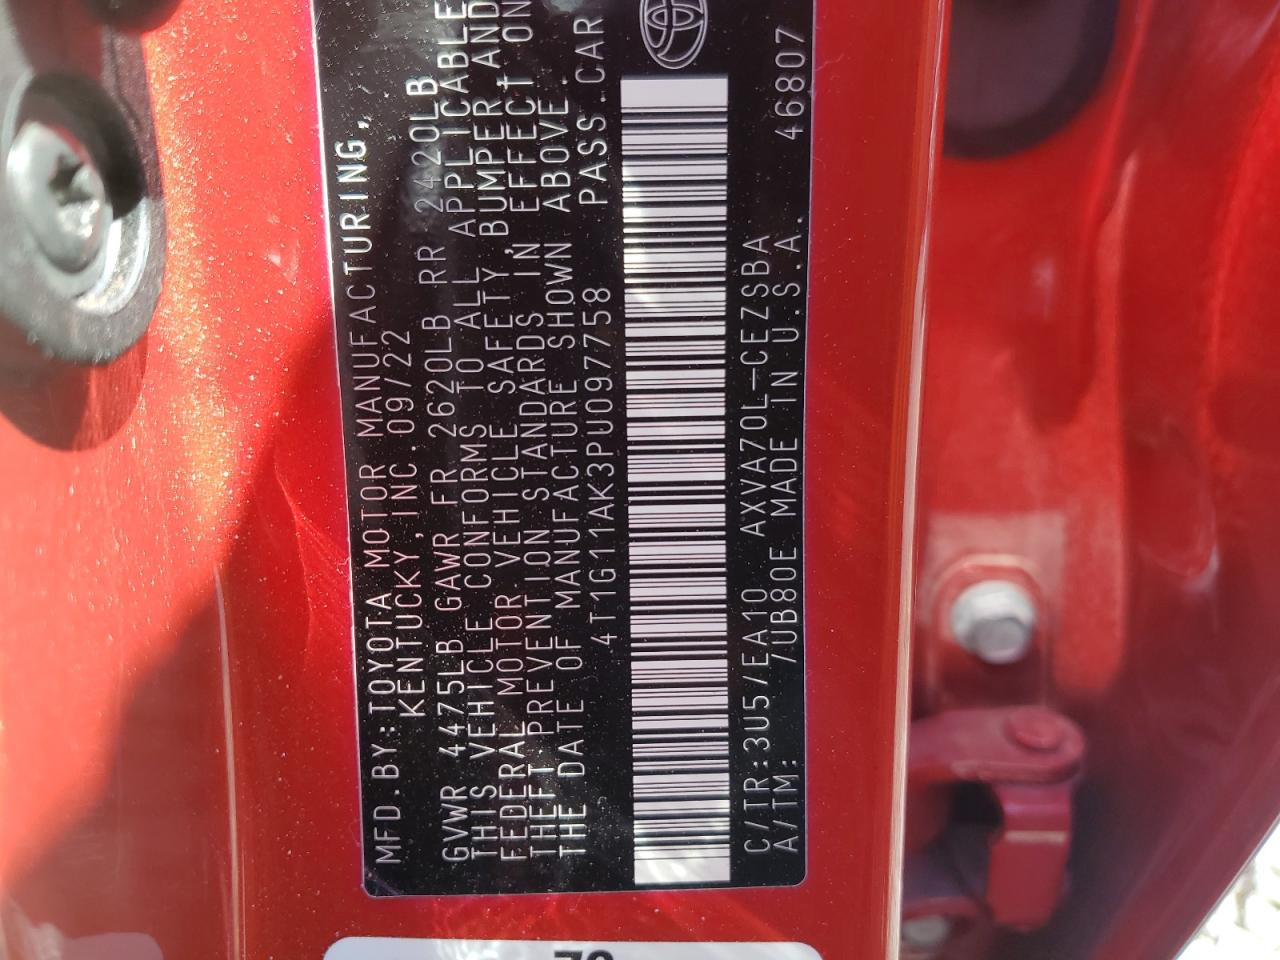 MFD.BY:TOYOTA MOTOR MANUFACTURING,
KENTUCKY,INC.09/22
GVWR 4475LB GAWR FR 2620LB RR 2420LB
THIS VEHICLE CONFORMS TO ALL APPLICABLE
FEDERAL MOTOR VEHICLE SAFETY,BUMPER,AND
THEFT PREVENTION STANDARDS IN EFFECT ON
THE DATE OF MANUFACTURE SHOWN ABOVE.
4T1G11AK3PU097758 PASS.CAR
C/TR:3U5/EA10 AXVA70L-CEZSBA
A/TM: /UB80E MADE IN U.S.A. 46807